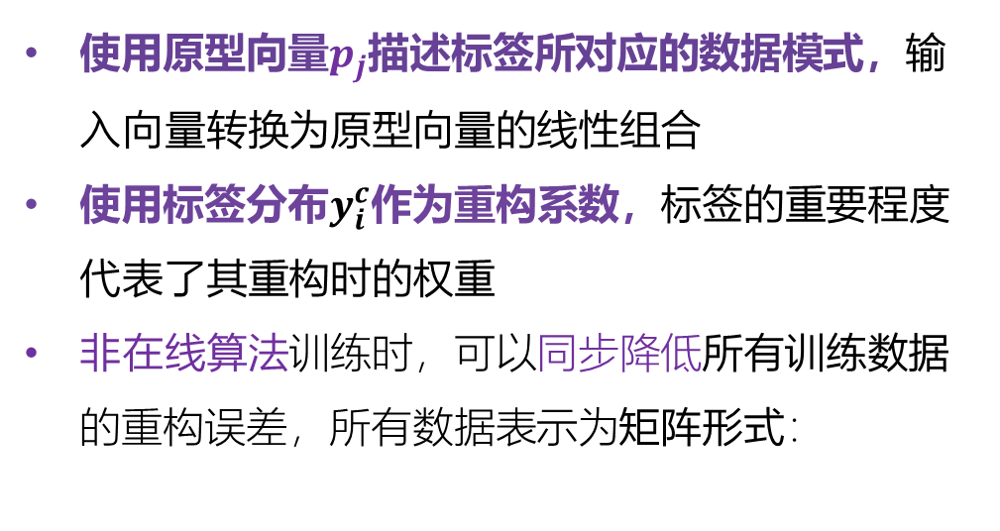 • 使用原型向量pⱼ描述标签所对应的数据模式，输
入向量转换为原型向量的线性组合
• 使用标签分布yᵢᶜ作为重构系数，标签的重要程度
代表了其重构时的权重
• 非在线算法训练时，可以同步降低所有训练数据
的重构误差，所有数据表示为矩阵形式：